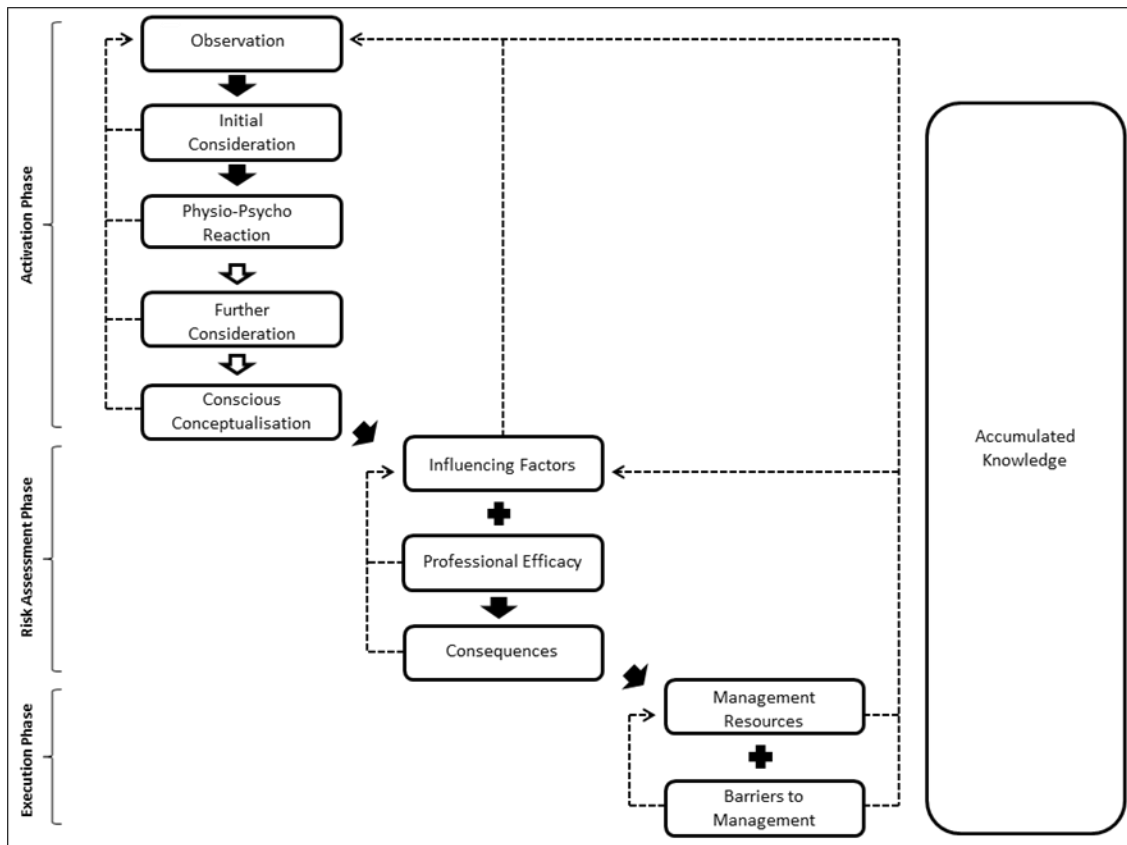 Activation Phase
Observation
Initial
Consideration
Physio-Psycho
Reaction
Further
Consideration
Conscious
Conceptualisation
Risk Assessment Phase
Influencing Factors
Professional Efficacy
Consequences
Execution Phase
Management
Resources
Barriers to
Management
Accumulated
Knowledge